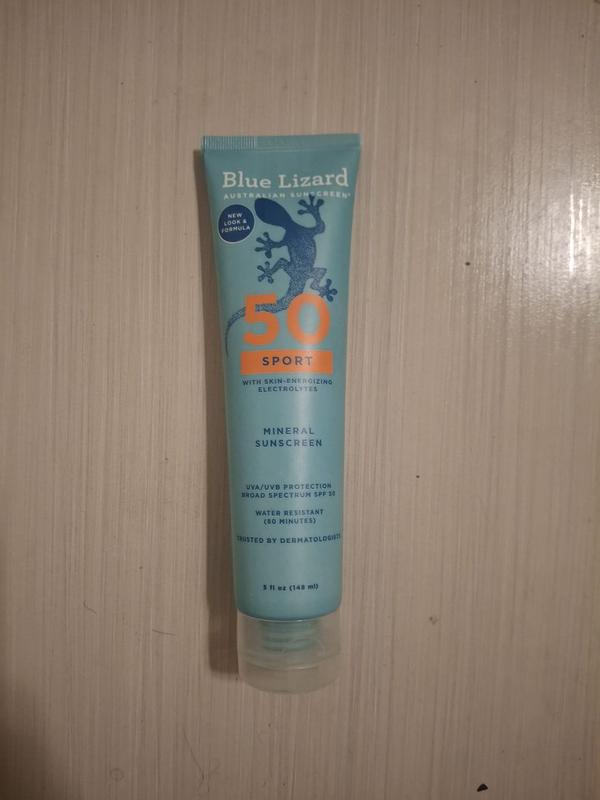 Blue Lizard
AUSTRALIAN SUNSCREEN®
NEW
LOOK &
FORMULA
50
SPORT
WITH SKIN-ENERGIZING
ELECTROLYTES
MINERAL
SUNSCREEN
UVA/UVB PROTECTION
BROAD SPECTRUM SPF 50
WATER RESISTANT
(80 MINUTES)
TRUSTED BY DERMATOLOGISTS
5 fl oz (148 ml)